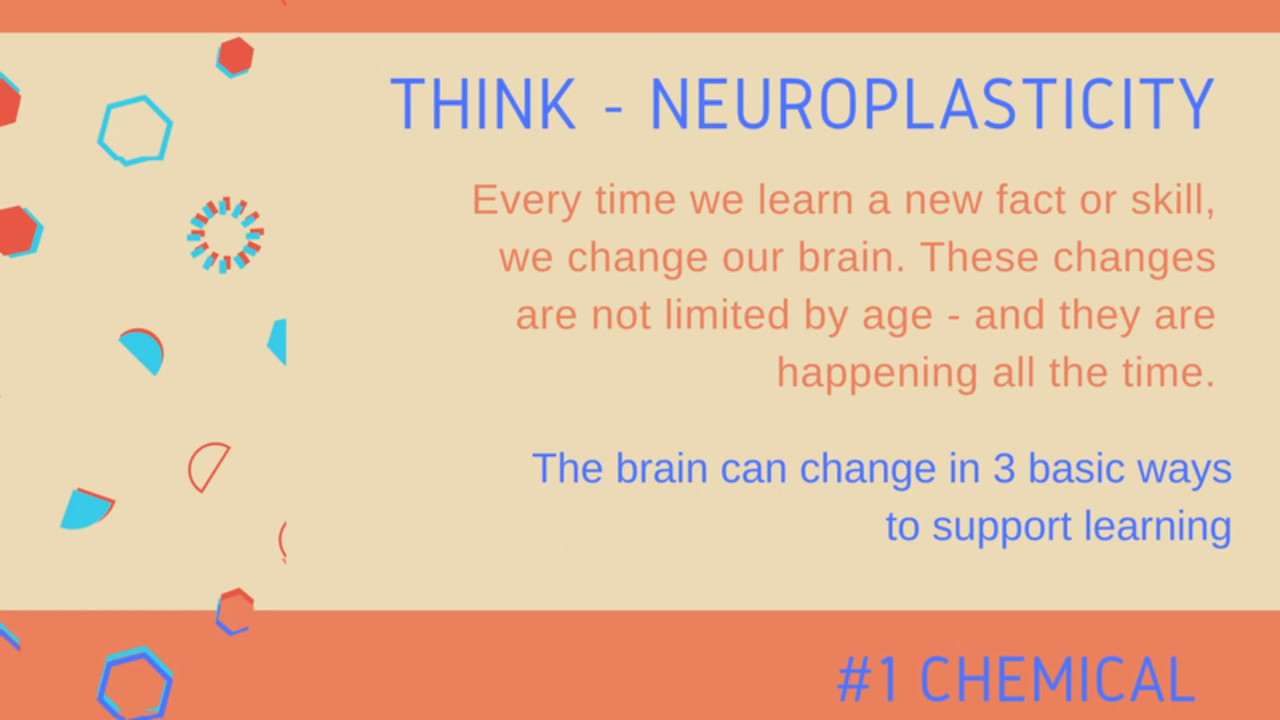 THINK - NEUROPLASTICITY
Every time we learn a new fact or skill,
we change our brain. These changes
are not limited by age - and they are
happening all the time.
The brain can change in 3 basic ways
to support learning
#1 CHEMICAL